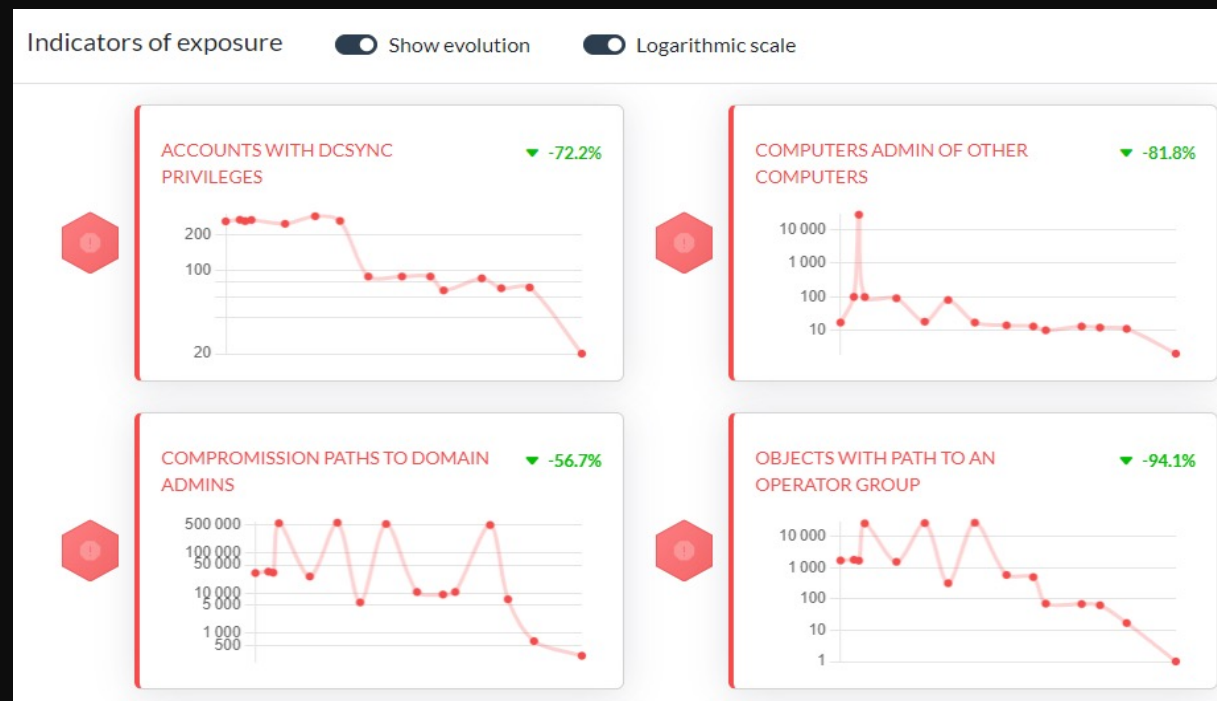 Indicators of exposure
Show evolution
Logarithmic scale
ACCOUNTS WITH DCSYNC
PRIVILEGES
-72.2%
200
100
20
COMPUTERS ADMIN OF OTHER
COMPUTERS
-81.8%
10 000
1 000
100
10
COMPROMISSION PATHS TO DOMAIN
ADMINS
-56.7%
500 000
100 000
50 000
10 000
5 000
1 000
500
OBJECTS WITH PATH TO AN
OPERATOR GROUP
-94.1%
10 000
1 000
100
10
1